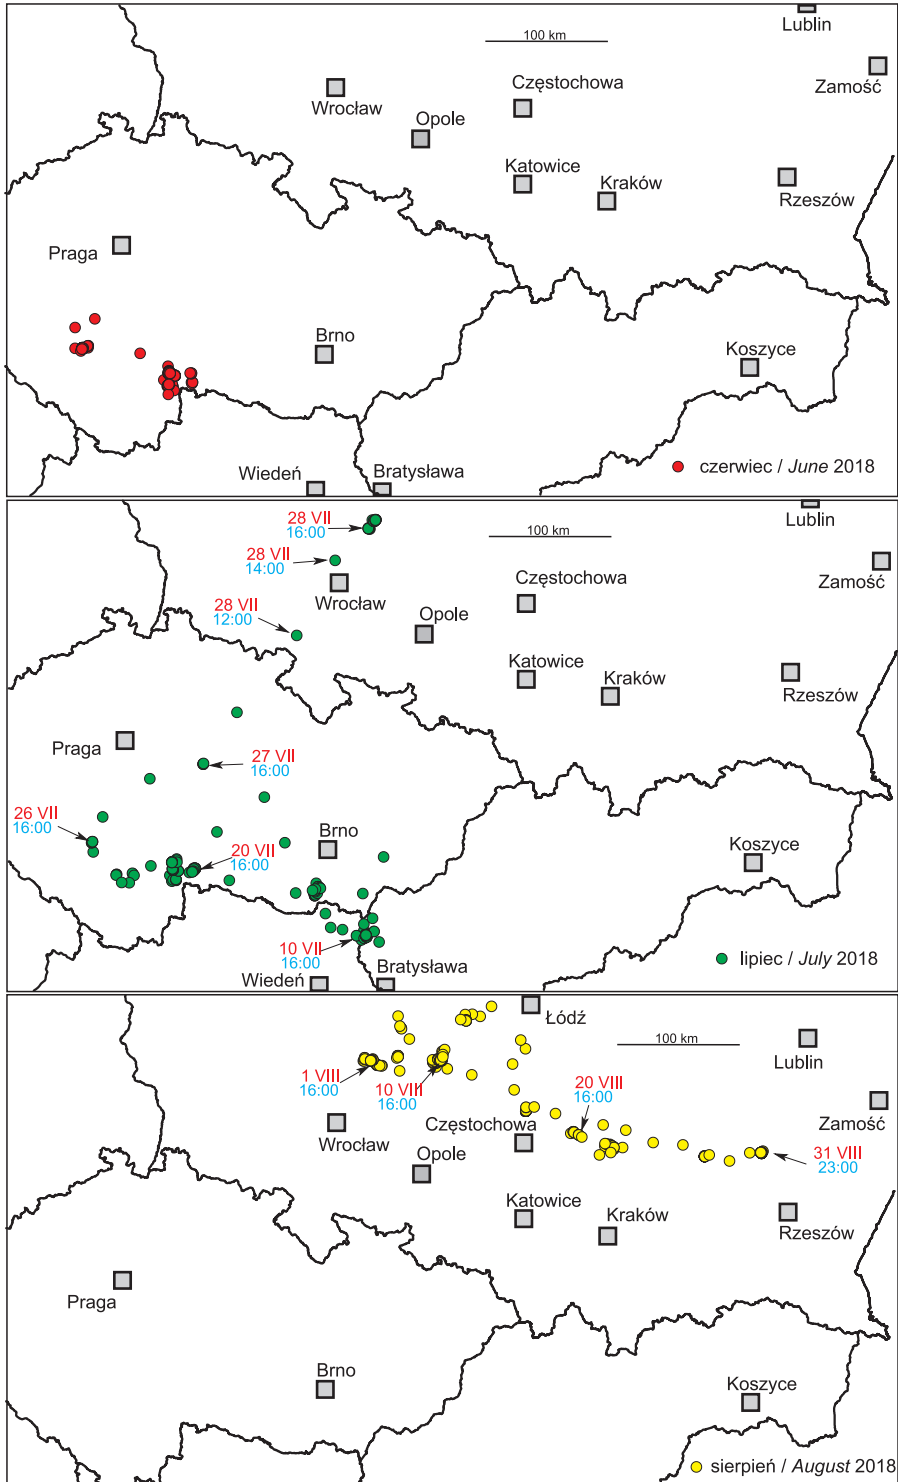 Lublin
100 km
Zamość
Częstochowa
Wrocław
Opole
Katowice
Kraków
Rzeszów
Praga
Brno
Koszyce
czerwiec / June 2018
Wiedeń
Bratysława
28 VII
16:00
Lublin
100 km
28 VII
14:00
Zamość
Częstochowa
Wrocław
28 VII
12:00
Opole
Katowice
Kraków
Rzeszów
Praga
27 VII
16:00
26 VII
16:00
Brno
20 VII
16:00
Koszyce
10 VII
16:00
lipiec / July 2018
Wiedeń
Bratysława
Łódź
100 km
Lublin
1 VIII
16:00
10 VIII
16:00
20 VIII
16:00
Zamość
Wrocław
Częstochowa
Opole
31 VIII
23:00
Katowice
Kraków
Rzeszów
Praga
Brno
Koszyce
sierpień / August 2018